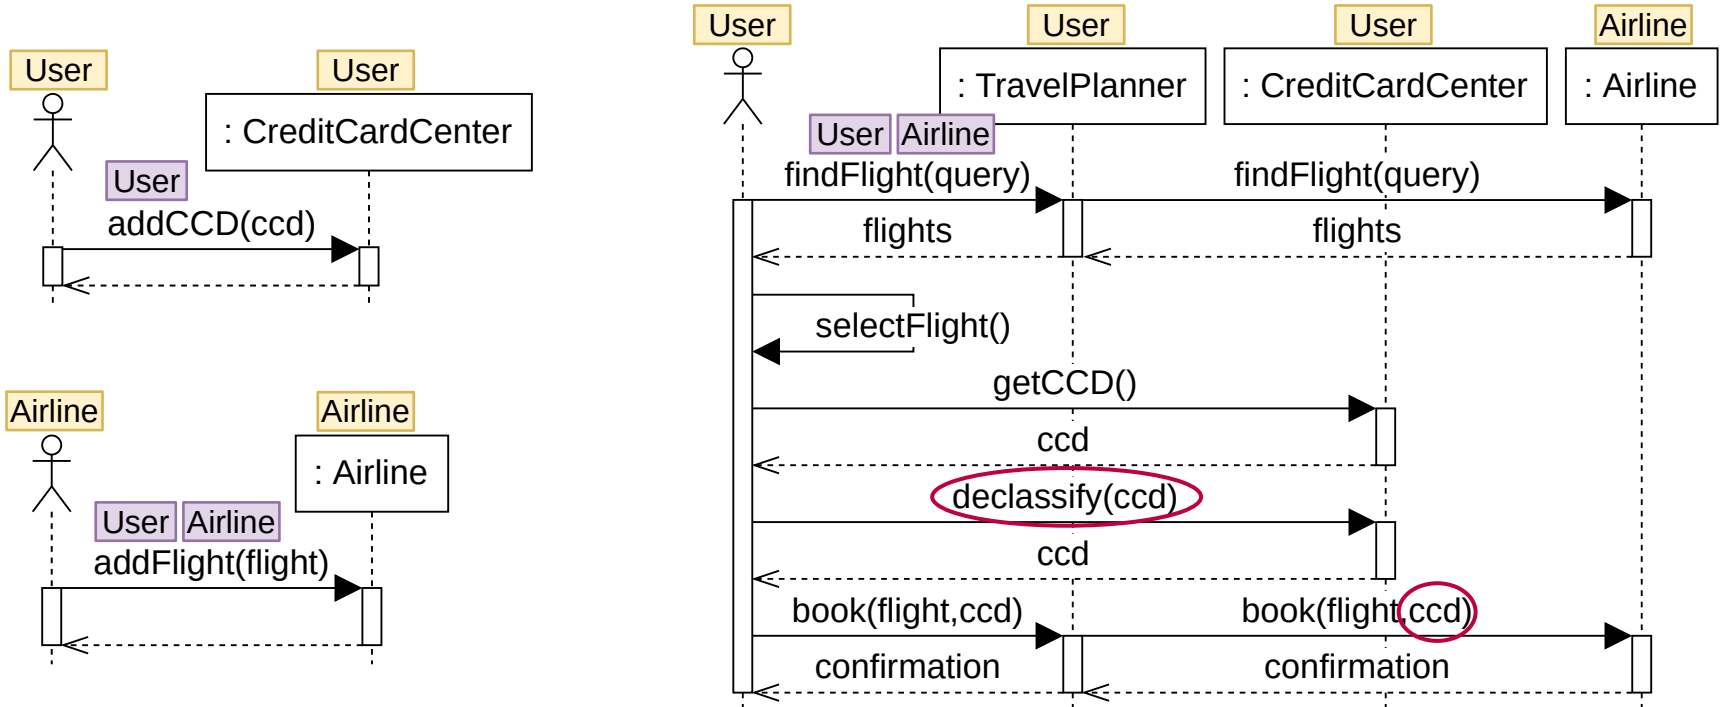 User
User
: CreditCardCenter
User
addCCD(ccd)
Airline
Airline
: Airline
User Airline
addFlight(flight)
User
User
User
Airline
: TravelPlanner
: CreditCardCenter
: Airline
User Airline
findFlight(query)
findFlight(query)
flights
flights
selectFlight()
getCCD()
ccd
declassify(ccd)
ccd
book(flight,ccd)
book(flight,ccd)
confirmation
confirmation